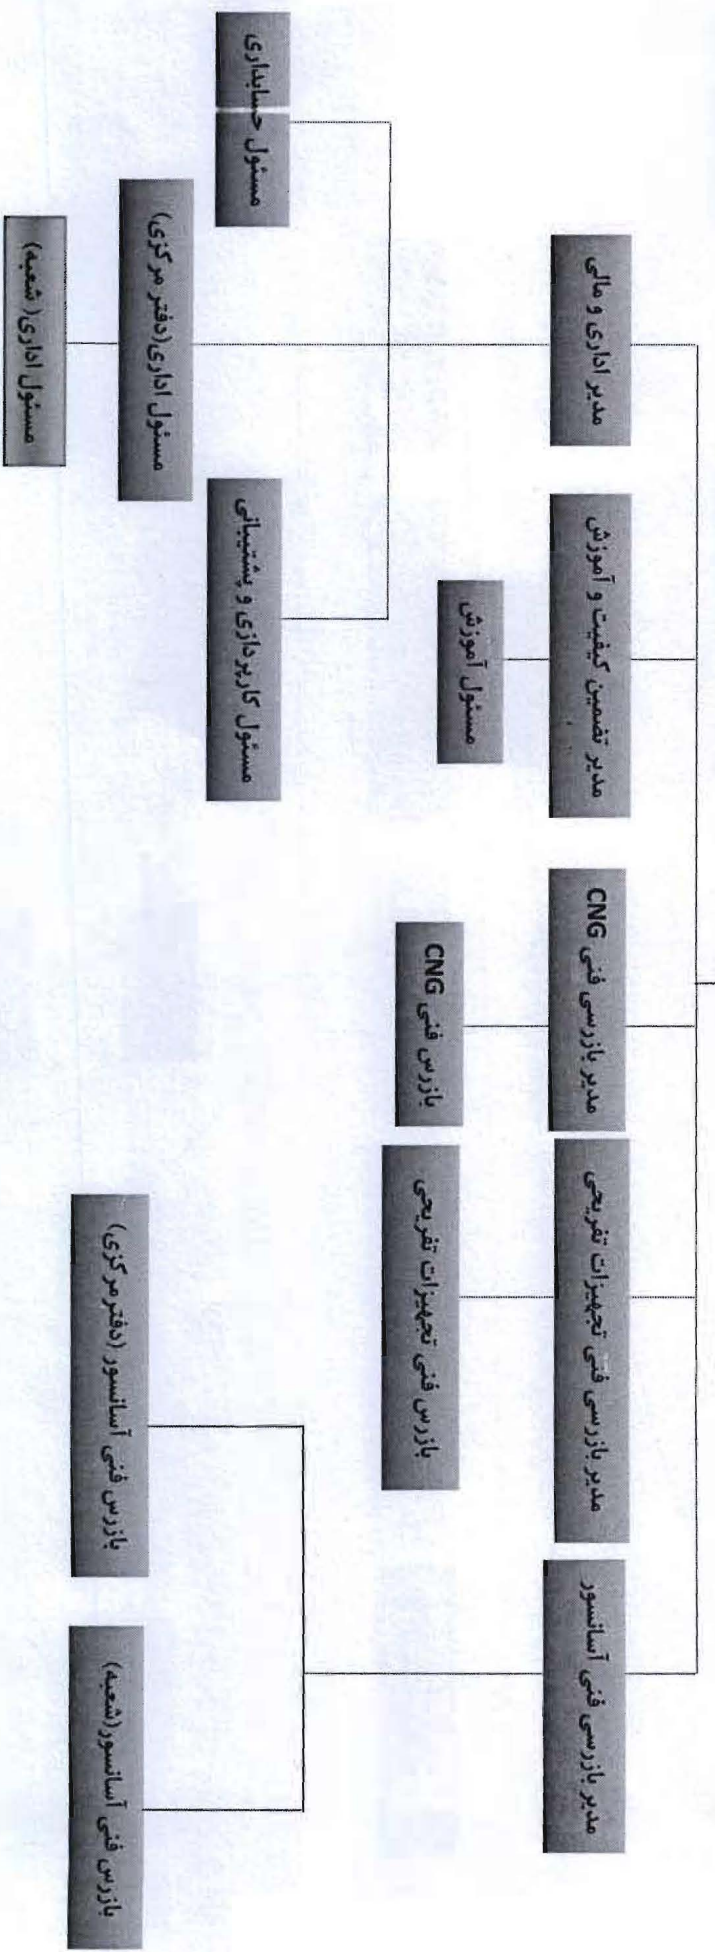 مدیر بازرسی فنی آسانسور
مدیر بازرسی فنی تجهیزات تفریحی
مدیر بازرسی فنی CNG
مدیر تضمین کیفیت و آموزش
مدیر اداری و مالی
بازرس فنی تجهیزات تفریحی
بازرس فنی CNG
مسئول آموزش
مسئول کارپردازی و پشتیبانی
مسئول حسابداری
مسئول اداری(دفتر مرکزی)
بازرس فنی آسانسور(شعبه)
بازرس فنی آسانسور (دفترمرکزی)
مسئول اداری( شعبه)